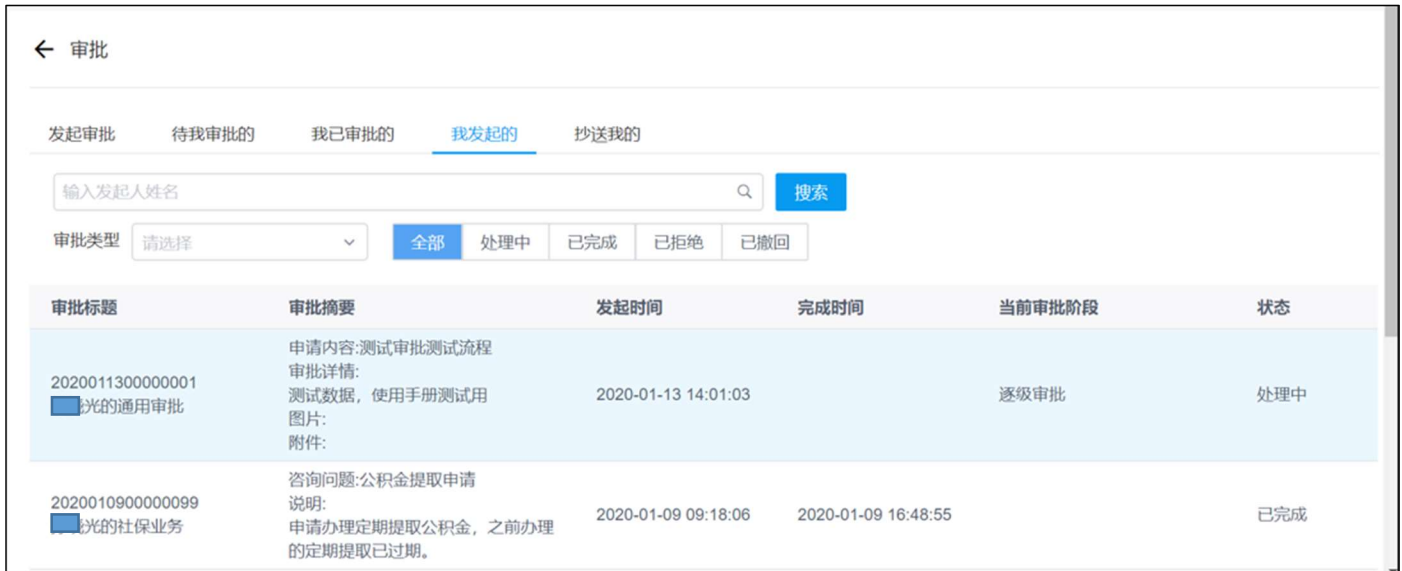 审批
发起审批 待我审批的 我已审批的 我发起的 抄送我的
输入发起人姓名 搜索
审批类型 请选择 全部 处理中 已完成 已拒绝 已撤回
审批标题 审批摘要 发起时间 完成时间 当前审批阶段 状态
申请内容:测试审批测试流程
审批详情:
2020011300000001
测试数据，使用手册测试用 2020-01-13 14:01:03 逐级审批 处理中
光的通用审批
图片:
附件:
咨询问题:公积金提取申请
2020010900000099
说明:
2020-01-09 09:18:06 2020-01-09 16:48:55 已完成
光的社保业务
申请办理定期提取公积金，之前办理
的定期提取已过期。